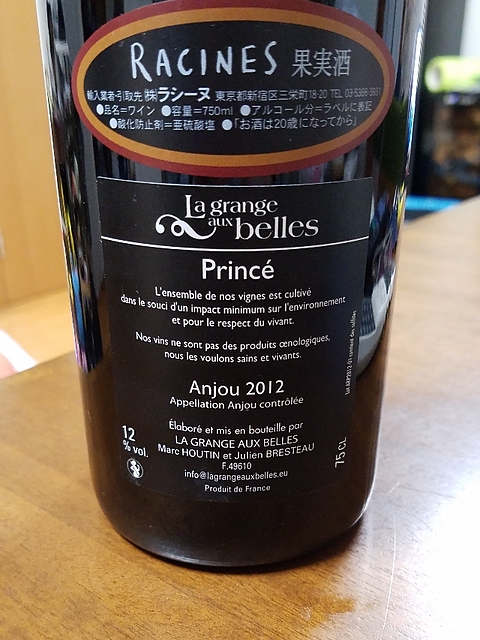 RACINES 果実酒
輸入業者・引取先 ㈱ラシーヌ 東京都新宿区三栄町18-20 TEL 03-5366-3931
●品名=ワイン ●容量=750ml ●アルコール分=ラベルに表記
●酸化防止剤=亜硫酸塩 ●「お酒は20歳になってから」
La grange
aux belles
Princé
L'ensemble de nos vignes est cultivé
dans le souci d'un impact minimum sur l'environnement
et pour le respect du vivant.
Nos vins ne sont pas des produits œnologiques,
nous les voulons sains et vivants.
Anjou 2012
Appellation Anjou contrôlée
Élaboré et mis en bouteille par
LA GRANGE AUX BELLES
Marc HOUTIN et Julien BRESTEAU
F.49610
info@lagrangeauxbelles.eu
Produit de France
12
% vol.
75 CL
contient des sulfites